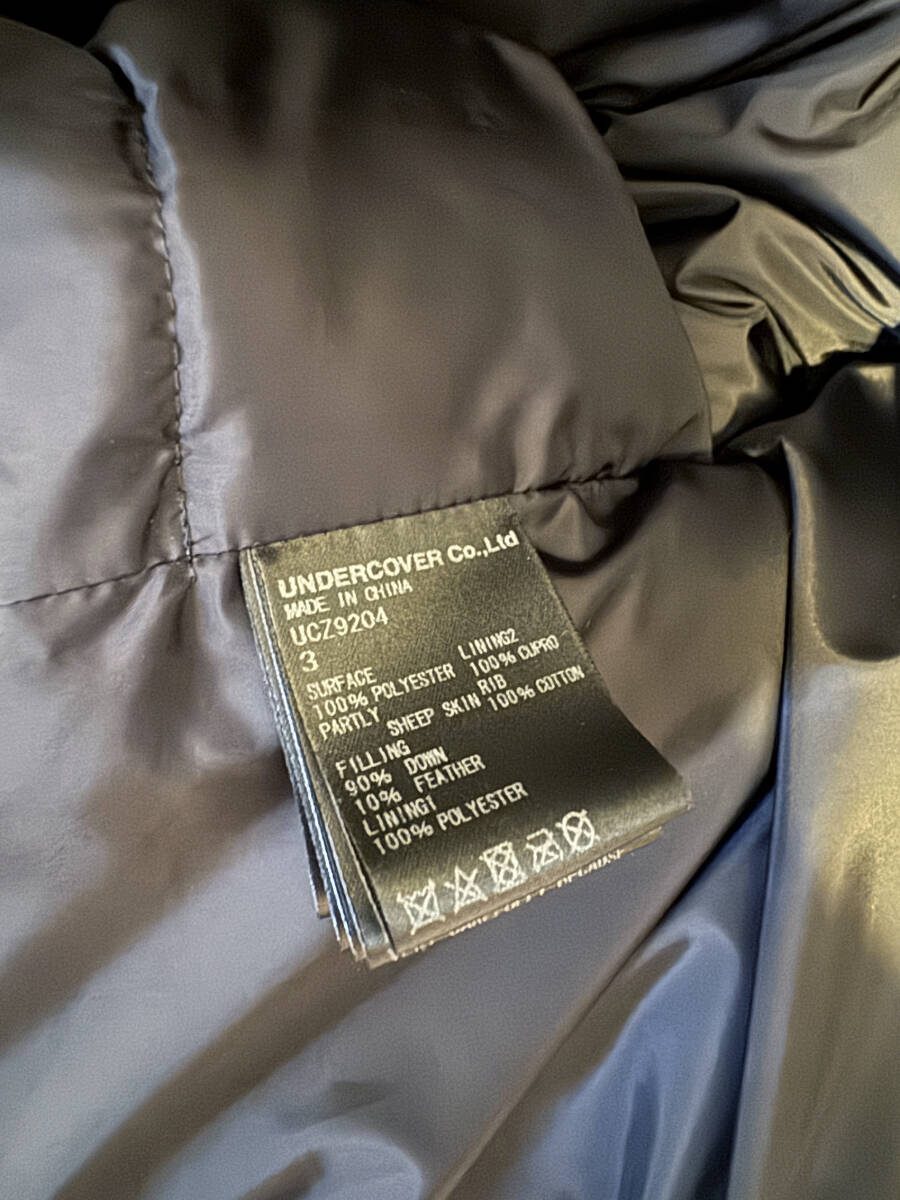 UNDERCOVER Co.,Ltd
MADE IN CHINA
UCZ9204
3
SURFACE
100% POLYESTER
PARTLY
SHEEP SKIN
FILLING
90% DOWN
10% FEATHER
LINING1
100% POLYESTER
LINING2
100% CUPRO
RIB
100% COTTON